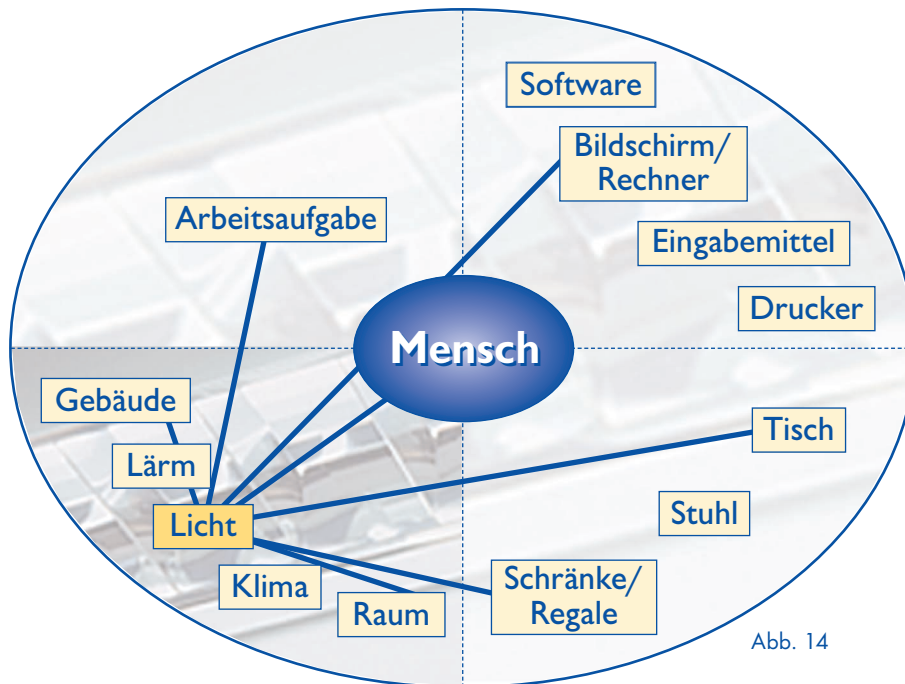 Software
Bildschirm/
Rechner
Arbeitsaufgabe
Eingabemittel
Drucker
Mensch
Gebäude
Tisch
Lärm
Stuhl
Licht
Klima
Schränke/
Regale
Raum
Abb. 14